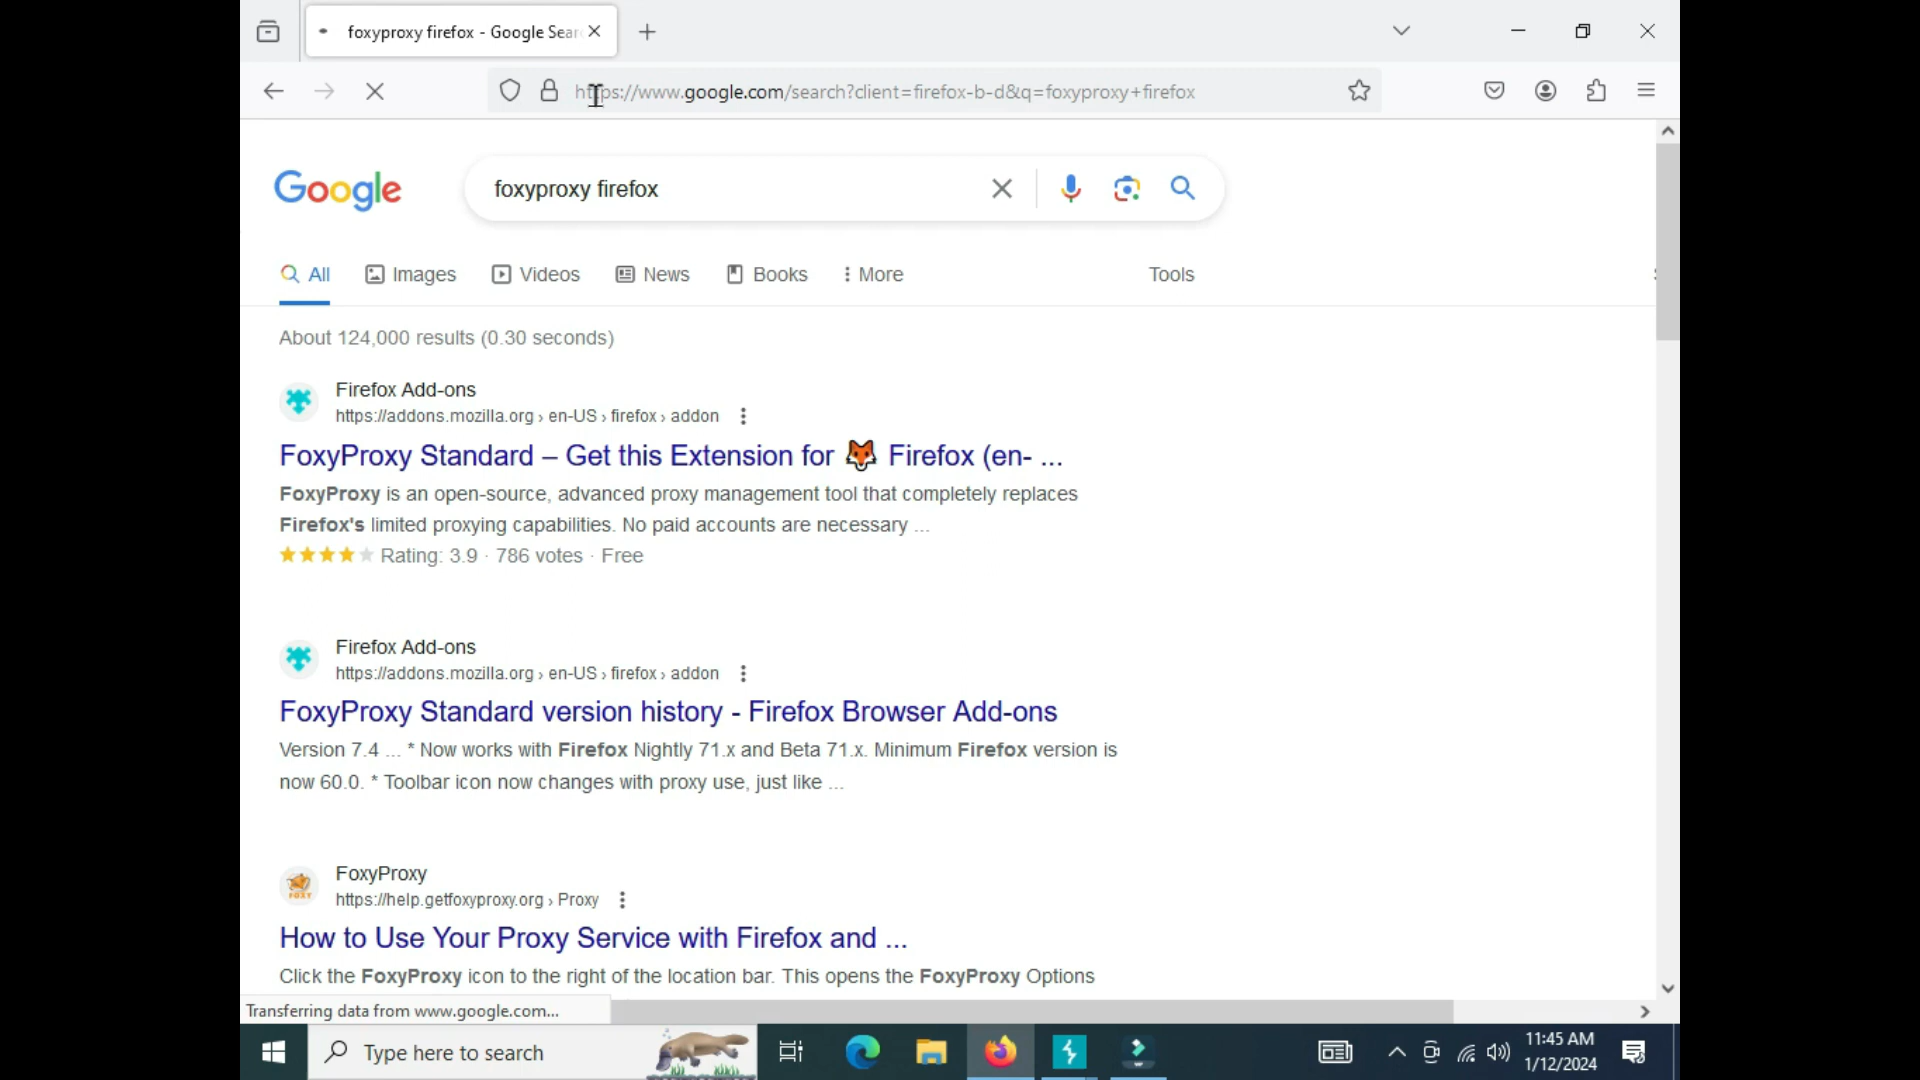 foxyproxy firefox - Google Sear
https://www.google.com/search?client=firefox-b-d&q=foxyproxy+firefox
Google
foxyproxy firefox
All
Images
Videos
News
Books
More
Tools
About 124,000 results (0.30 seconds)
Firefox Add-ons
https://addons.mozilla.org › en-US › firefox › addon
FoxyProxy Standard – Get this Extension for 🦊 Firefox (en- ...
FoxyProxy is an open-source, advanced proxy management tool that completely replaces
Firefox's limited proxying capabilities. No paid accounts are necessary ...
Rating: 3.9 · 786 votes · Free
Firefox Add-ons
https://addons.mozilla.org › en-US › firefox › addon
FoxyProxy Standard version history - Firefox Browser Add-ons
Version 7.4 ... * Now works with Firefox Nightly 71.x and Beta 71.x. Minimum Firefox version is
now 60.0. * Toolbar icon now changes with proxy use, just like ...
FoxyProxy
https://help.getfoxyproxy.org › Proxy
How to Use Your Proxy Service with Firefox and ...
Click the FoxyProxy icon to the right of the location bar. This opens the FoxyProxy Options
Transferring data from www.google.com...
Type here to search
11:45 AM
1/12/2024